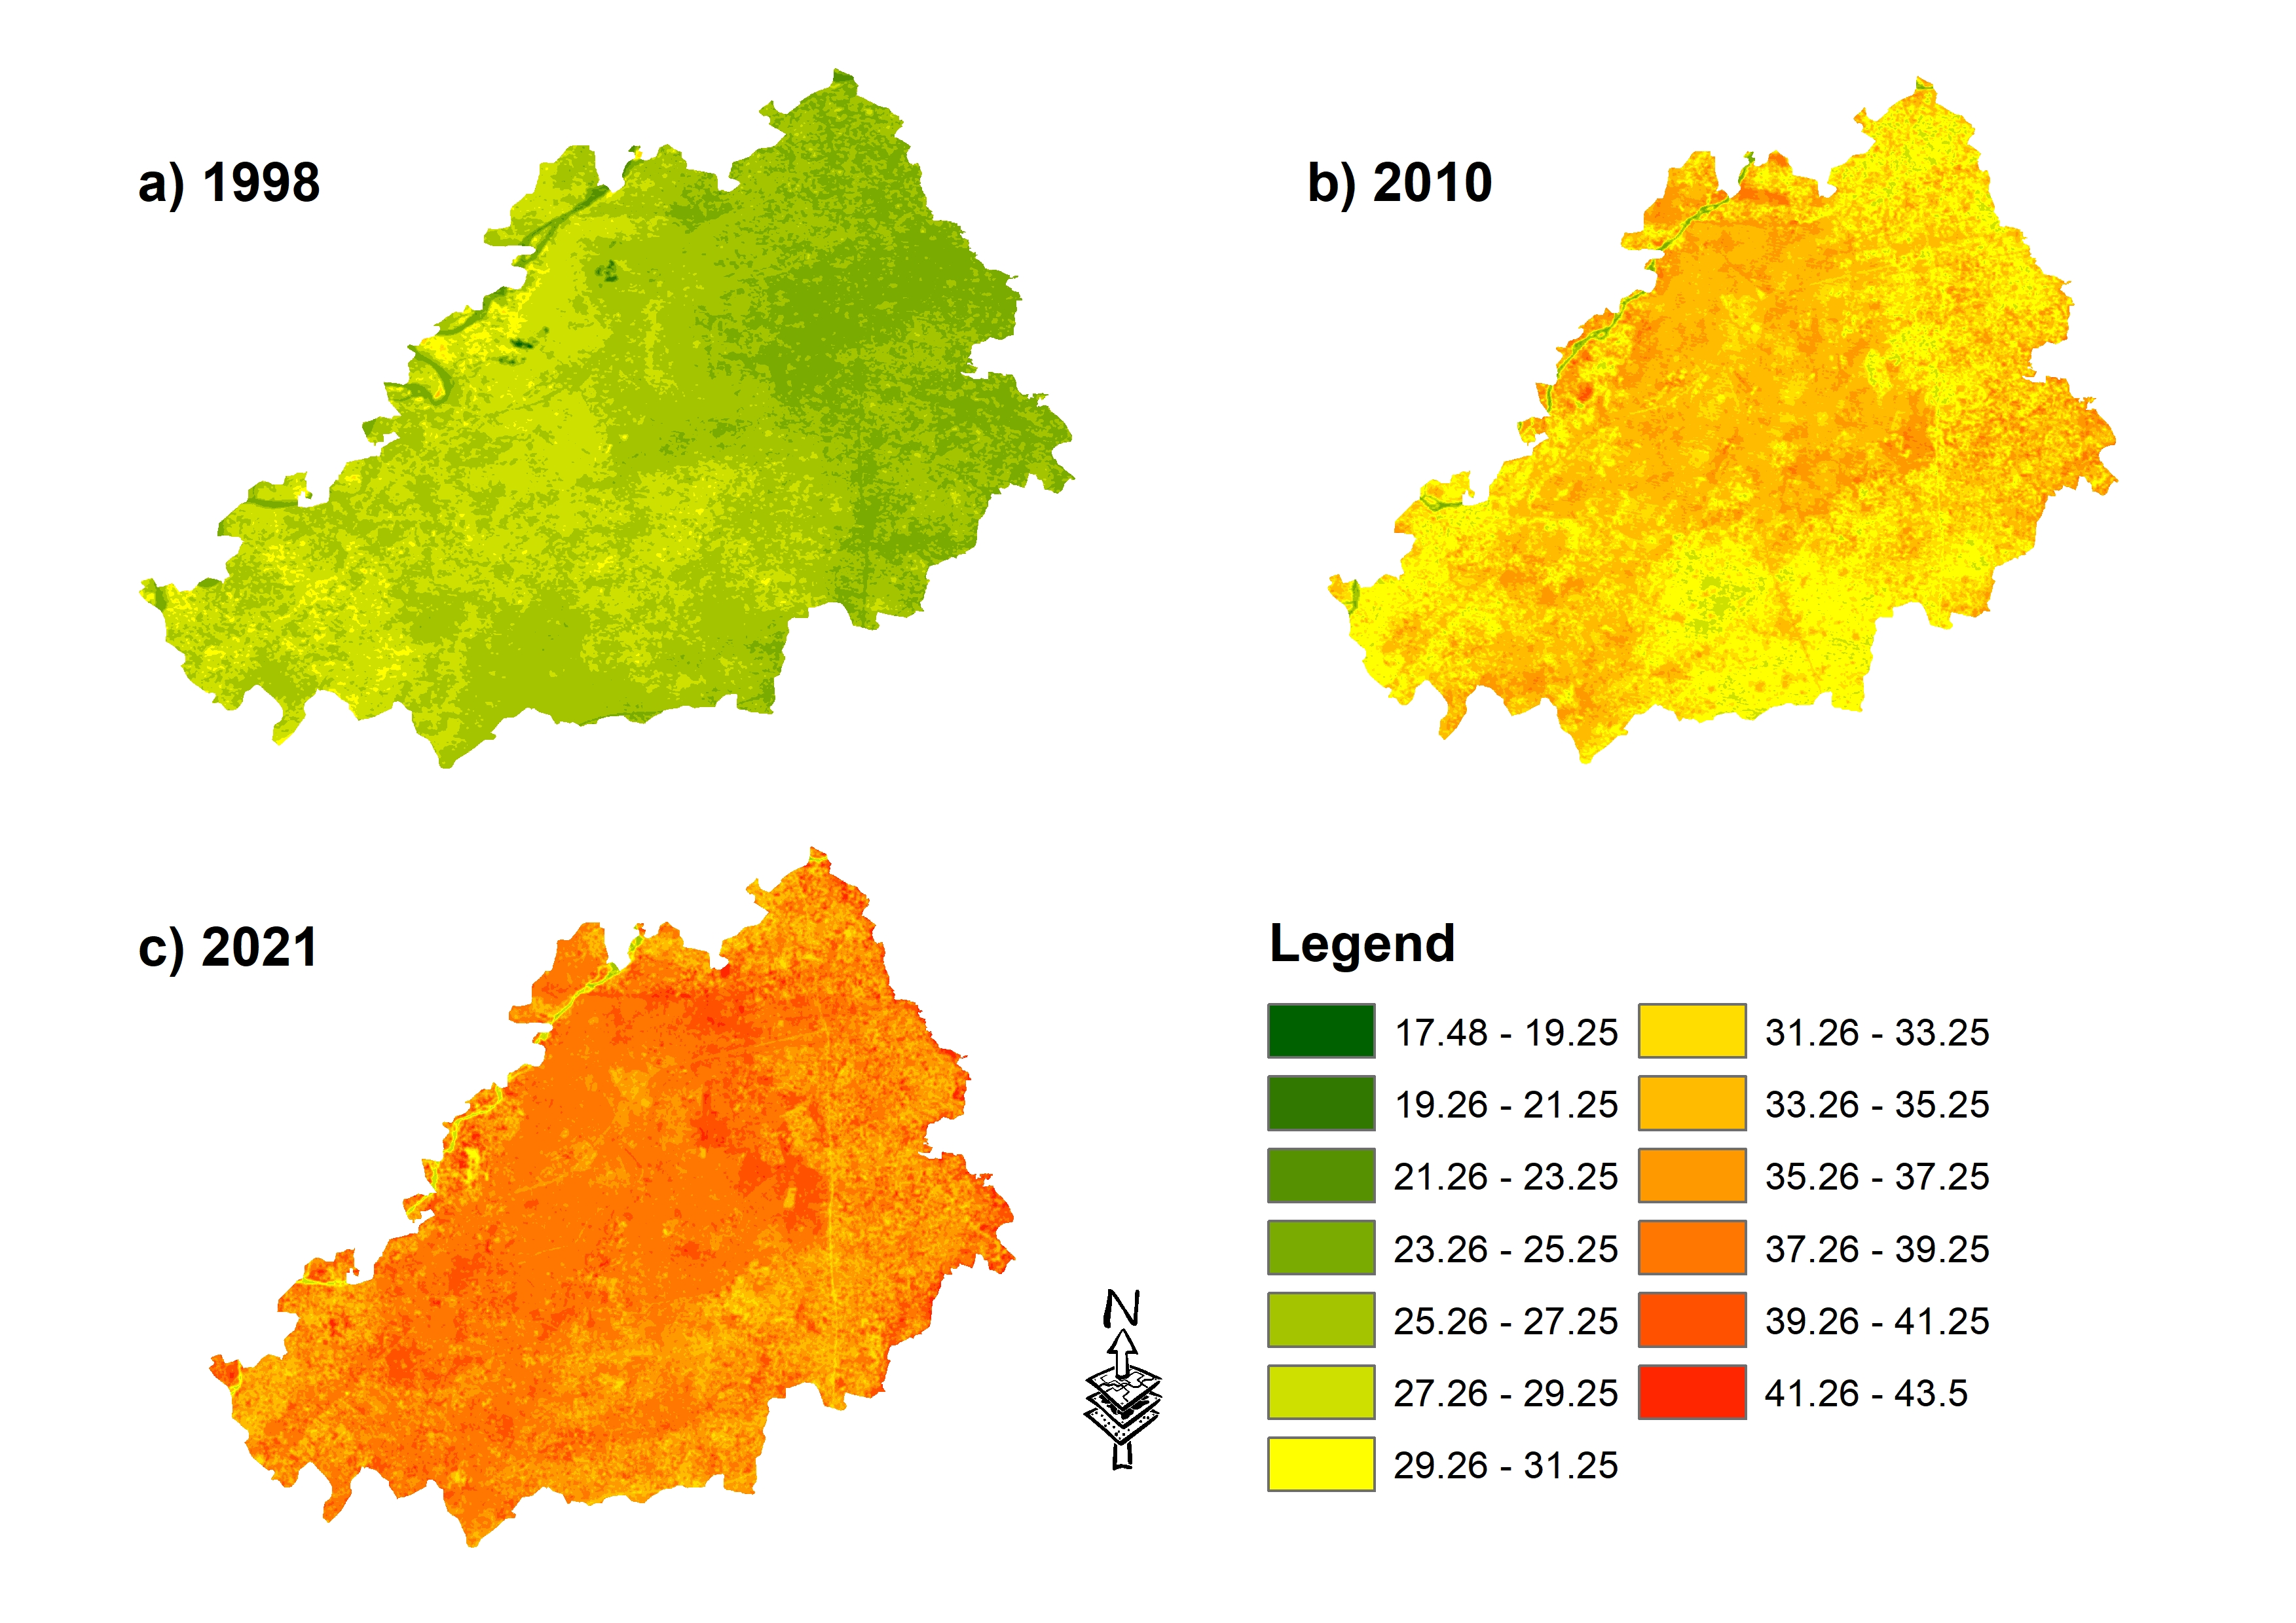 a) 1998
b) 2010
c) 2021
N
Legend
17.48 - 19.25
19.26 - 21.25
21.26 - 23.25
23.26 - 25.25
25.26 - 27.25
27.26 - 29.25
29.26 - 31.25
31.26 - 33.25
33.26 - 35.25
35.26 - 37.25
37.26 - 39.25
39.26 - 41.25
41.26 - 43.5